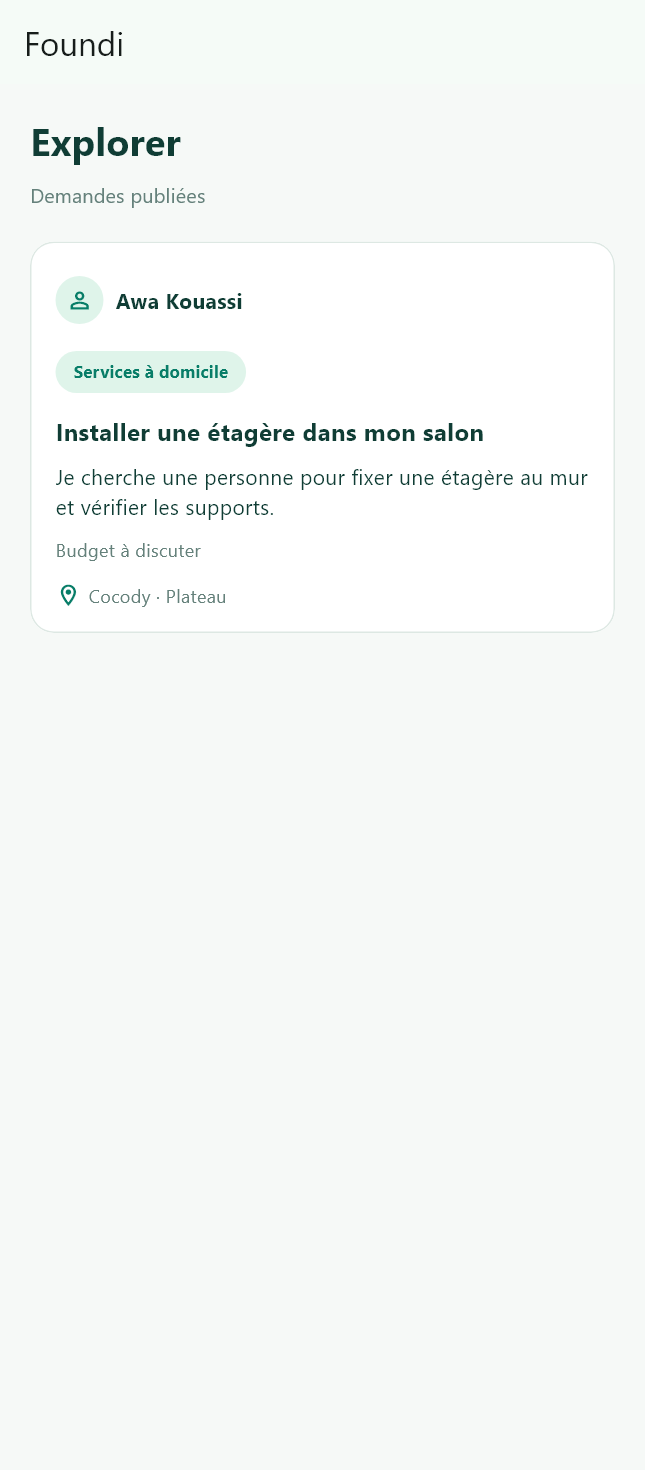 Foundi
Explorer
Demandes publiées
Awa Kouassi
Services à domicile
Installer une étagère dans mon salon
Je cherche une personne pour fixer une étagère au mur
et vérifier les supports.
Budget à discuter
Cocody · Plateau